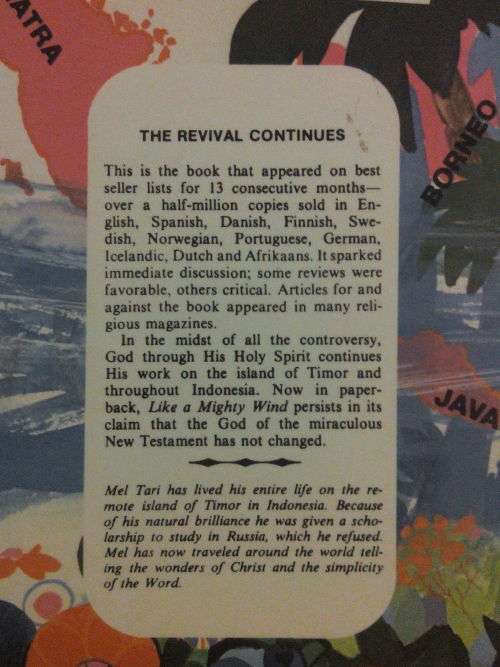 ATRA
BORNEO
JAVA
THE REVIVAL CONTINUES
This is the book that appeared on best
seller lists for 13 consecutive months—
over a half-million copies sold in En-
glish, Spanish, Danish, Finnish, Swe-
dish, Norwegian, Portuguese, German,
Icelandic, Dutch and Afrikaans. It sparked
immediate discussion; some reviews were
favorable, others critical. Articles for and
against the book appeared in many reli-
gious magazines.
In the midst of all the controversy,
God through His Holy Spirit continues
His work on the island of Timor and
throughout Indonesia. Now in paper-
back, Like a Mighty Wind persists in its
claim that the God of the miraculous
New Testament has not changed.
Mel Tari has lived his entire life on the re-
mote island of Timor in Indonesia. Because
of his natural brilliance he was given a scho-
larship to study in Russia, which he refused.
Mel has now traveled around the world tell-
ing the wonders of Christ and the simplicity
of the Word.